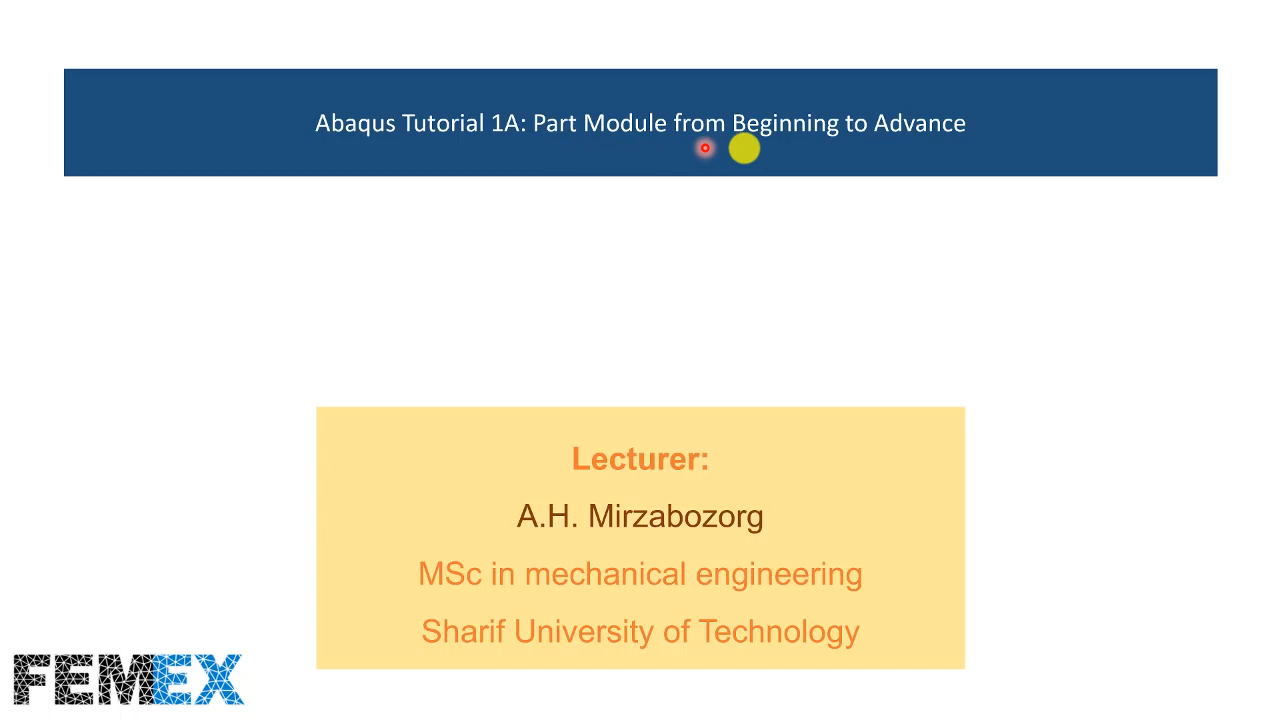 Abaqus Tutorial 1A: Part Module from Beginning to Advance
Lecturer:
A.H. Mirzabozorg
MSc in mechanical engineering
Sharif University of Technology
FEMEX